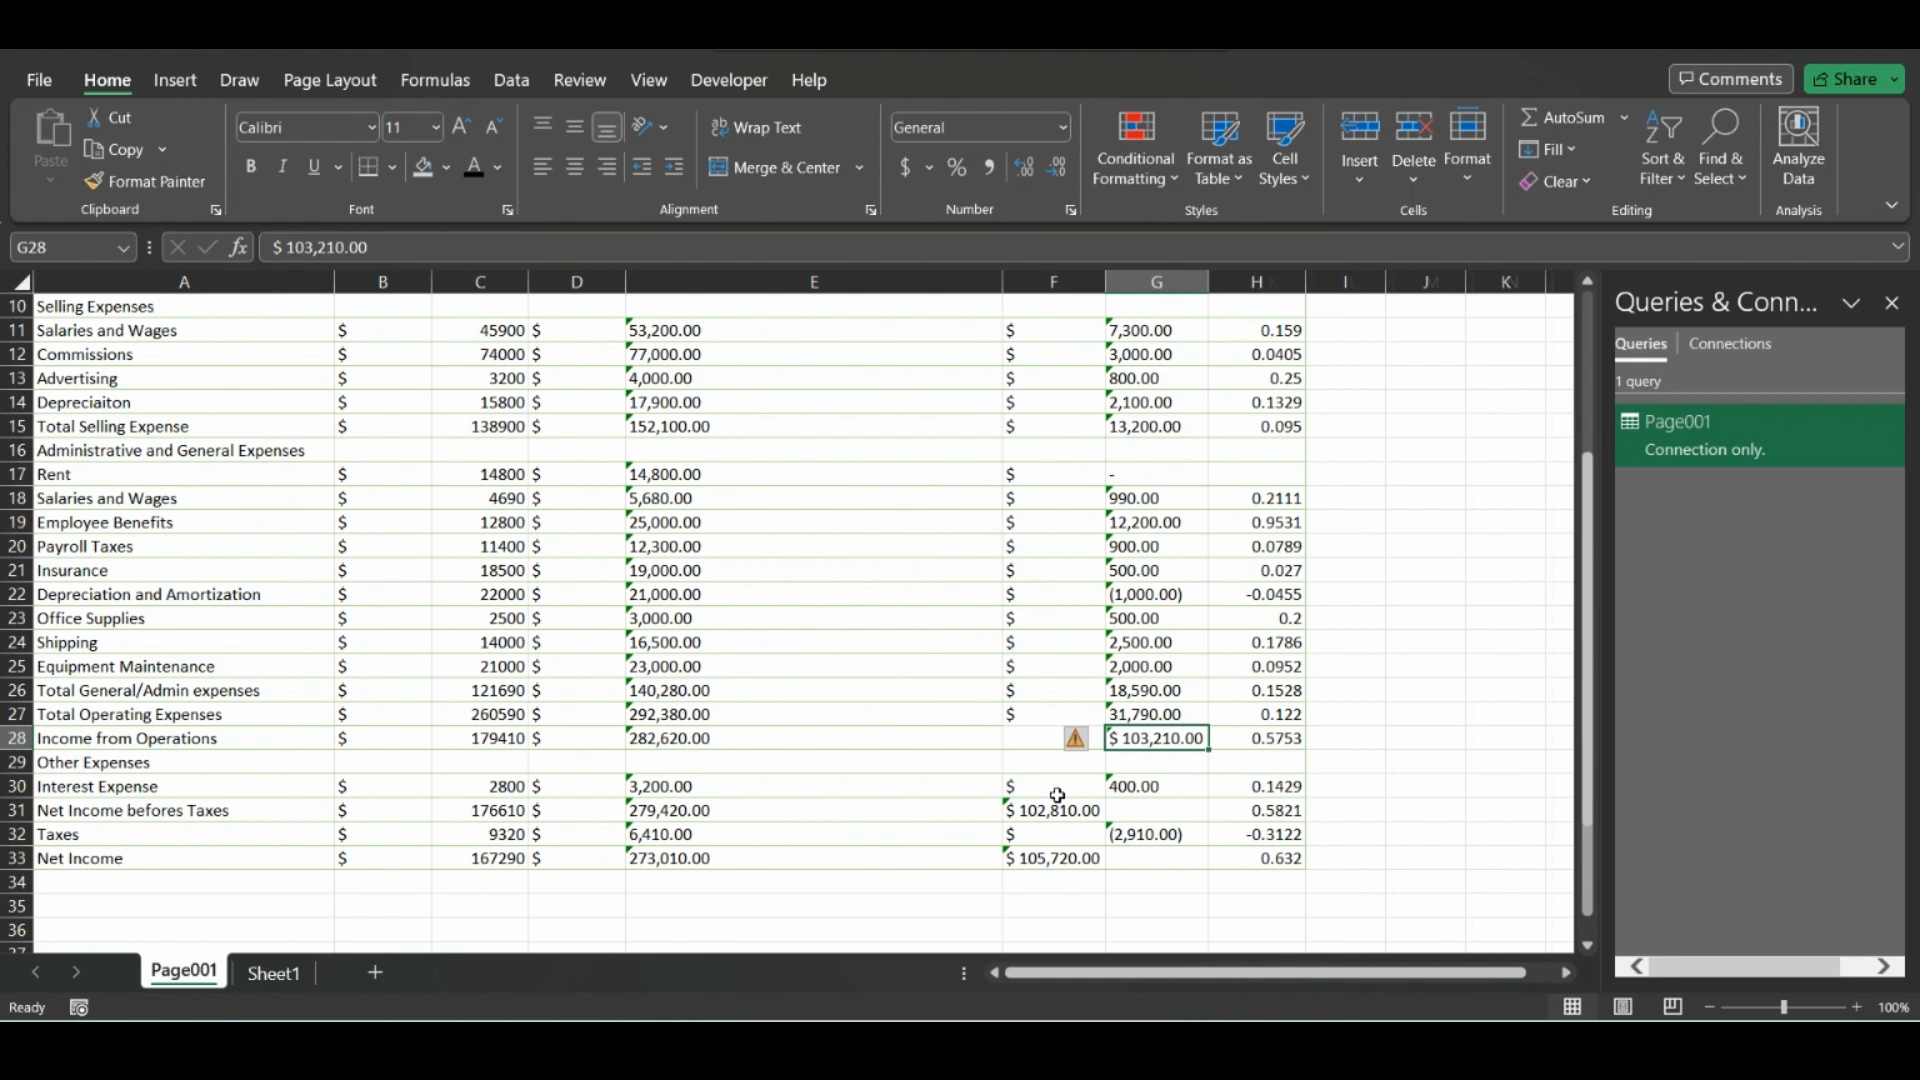 File Home Insert Draw Page Layout Formulas Data Review View Developer Help Comments Share
Paste Cut Copy Format Painter Clipboard
Calibri 11 A A B I U A Font
ab Wrap Text Merge & Center Alignment
General $ % , .00 .00 Number
Conditional Formatting Format as Table Cell Styles Styles
Insert Delete Format Cells
AutoSum Fill Clear Sort & Filter Find & Select Editing
Analyze Data Analysis
G28 fx $ 103,210.00
A B C D E F G H I J K
10 Selling Expenses
11 Salaries and Wages $ 45900 $ 53,200.00 $ 7,300.00 0.159
12 Commissions $ 74000 $ 77,000.00 $ 3,000.00 0.0405
13 Advertising $ 3200 $ 4,000.00 $ 800.00 0.25
14 Depreciaiton $ 15800 $ 17,900.00 $ 2,100.00 0.1329
15 Total Selling Expense $ 138900 $ 152,100.00 $ 13,200.00 0.095
16 Administrative and General Expenses
17 Rent $ 14800 $ 14,800.00 $ -
18 Salaries and Wages $ 4690 $ 5,680.00 $ 990.00 0.2111
19 Employee Benefits $ 12800 $ 25,000.00 $ 12,200.00 0.9531
20 Payroll Taxes $ 11400 $ 12,300.00 $ 900.00 0.0789
21 Insurance $ 18500 $ 19,000.00 $ 500.00 0.027
22 Depreciation and Amortization $ 22000 $ 21,000.00 $ (1,000.00) -0.0455
23 Office Supplies $ 2500 $ 3,000.00 $ 500.00 0.2
24 Shipping $ 14000 $ 16,500.00 $ 2,500.00 0.1786
25 Equipment Maintenance $ 21000 $ 23,000.00 $ 2,000.00 0.0952
26 Total General/Admin expenses $ 121690 $ 140,280.00 $ 18,590.00 0.1528
27 Total Operating Expenses $ 260590 $ 292,380.00 $ 31,790.00 0.122
28 Income from Operations $ 179410 $ 282,620.00 $ 103,210.00 0.5753
29 Other Expenses
30 Interest Expense $ 2800 $ 3,200.00 $ 400.00 0.1429
31 Net Income befores Taxes $ 176610 $ 279,420.00 $ 102,810.00 0.5821
32 Taxes $ 9320 $ 6,410.00 $ (2,910.00) -0.3122
33 Net Income $ 167290 $ 273,010.00 $ 105,720.00 0.632
34
35
36
Queries & Conn...
Queries Connections
1 query
Page001
Connection only.
Page001 Sheet1
Ready 100%